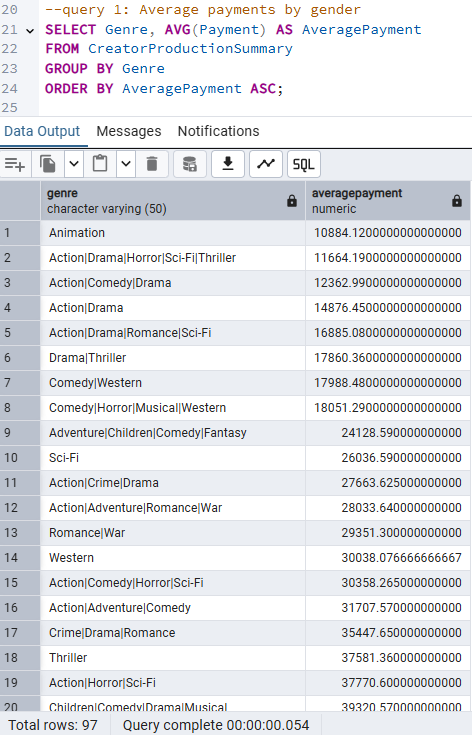 20 --query 1: Average payments by gender
21 SELECT Genre, AVG(Payment) AS AveragePayment
22 FROM CreatorProductionSummary
23 GROUP BY Genre
24 ORDER BY AveragePayment ASC;
25
Data Output Messages Notifications
SQL
genre averagepayment
character varying (50) numeric
1 Animation 10884.1200000000000000
2 Action|Drama|Horror|Sci-Fi|Thriller 11664.1900000000000000
3 Action|Comedy|Drama 12362.9900000000000000
4 Action|Drama 14876.4500000000000000
5 Action|Drama|Romance|Sci-Fi 16885.0800000000000000
6 Drama|Thriller 17860.3600000000000000
7 Comedy|Western 17988.4800000000000000
8 Comedy|Horror|Musical|Western 18051.2900000000000000
9 Adventure|Children|Comedy|Fantasy 24128.590000000000
10 Sci-Fi 26036.590000000000
11 Action|Crime|Drama 27663.625000000000
12 Action|Adventure|Romance|War 28033.640000000000
13 Romance|War 29351.300000000000
14 Western 30038.076666666667
15 Action|Comedy|Horror|Sci-Fi 30358.265000000000
16 Action|Adventure|Comedy 31707.570000000000
17 Crime|Drama|Romance 35447.650000000000
18 Thriller 37581.360000000000
19 Action|Horror|Sci-Fi 37770.600000000000
20 Children|Comedy|Drama|Musical 39320.570000000000
Total rows: 97 Query complete 00:00:00.054